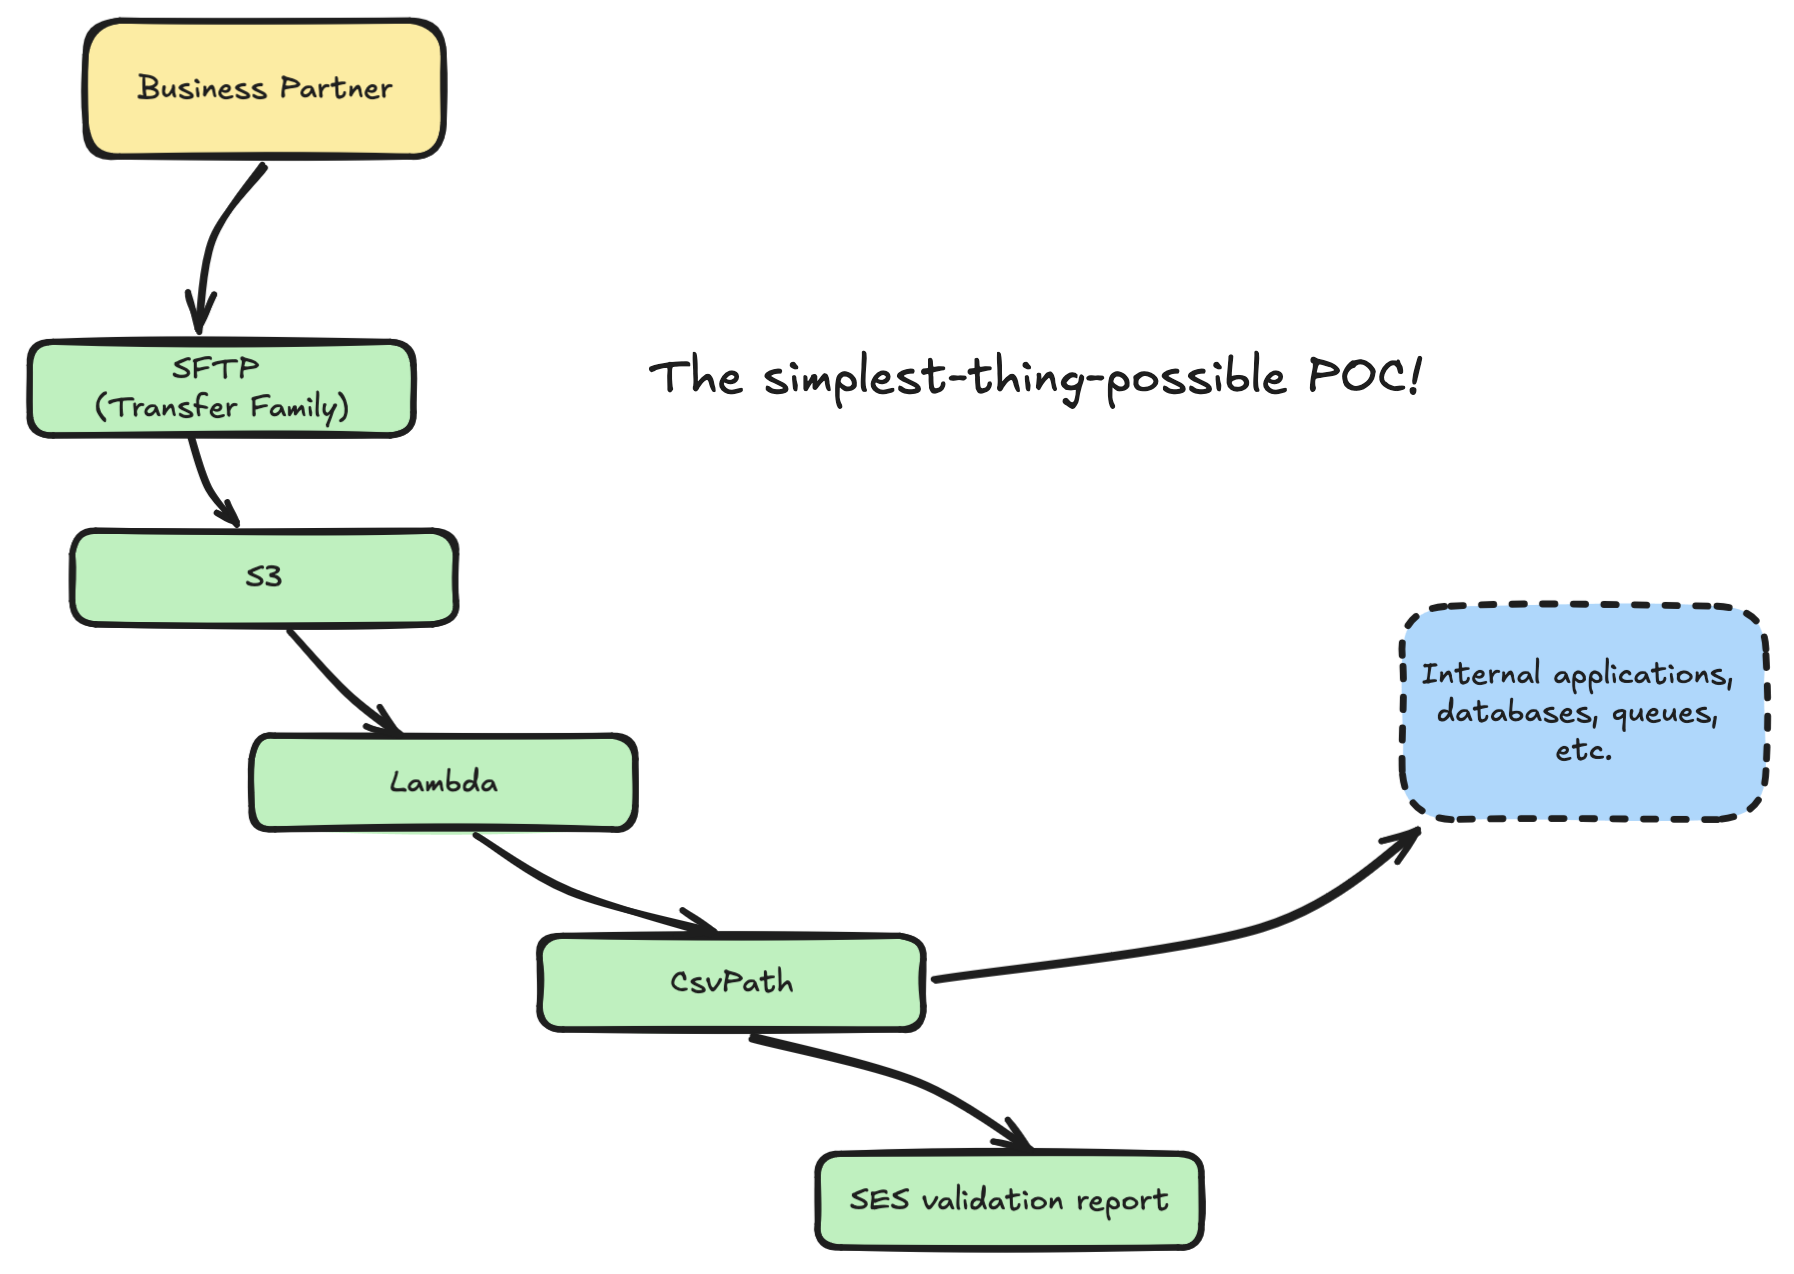 Business Partner
SFTP
(Transfer Family)
The simplest-thing-possible POC!
S3
Internal applications,
databases, queues,
etc.
Lambda
CsvPath
SES validation report